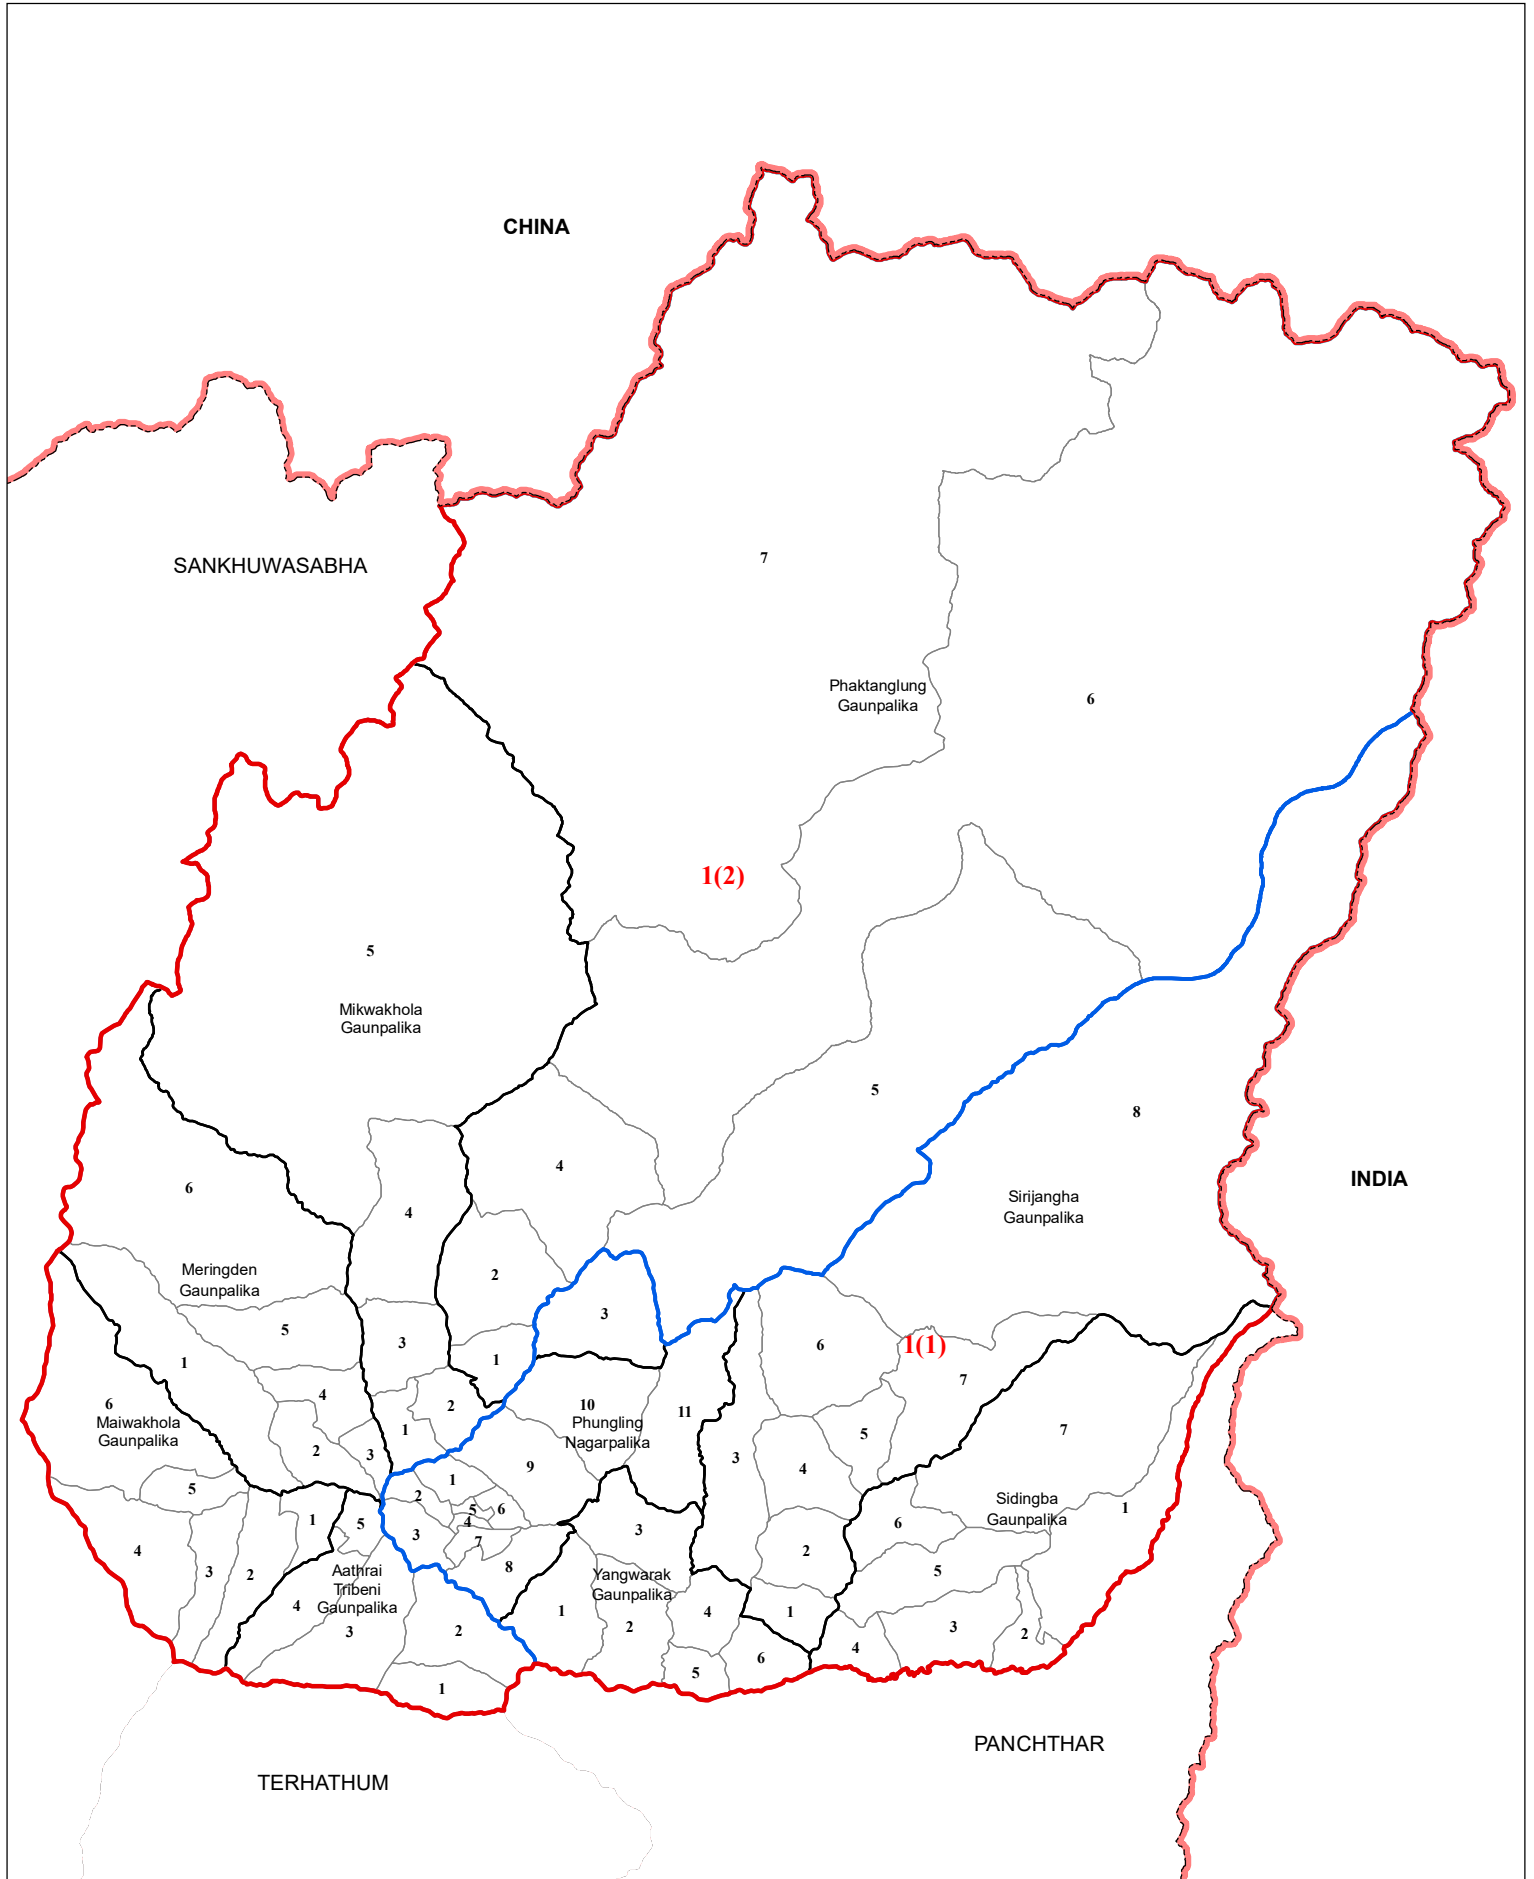 CHINA
SANKHUWASABHA
7
Phaktanglung
Gaunpalika
6
1(2)
5
Mikwakhola
Gaunpalika
5
8
4
INDIA
6
Sirijangha
Gaunpalika
4
Meringden
Gaunpalika
2
3
5
3
6
1(1)
1
1
7
4
6
Maiwakhola
Gaunpalika
2
10
Phungling
Nagarpalika
11
1
7
2
3
5
3
4
9
5
1
2
Sidingba
Gaunpalika
1
5
6
4
1
5
3
7
3
6
2
8
4
3
2
Aathrai
Tribeni
Gaunpalika
Yangwarak
Gaunpalika
5
4
3
1
2
4
1
2
3
2
4
6
5
1
PANCHTHAR
TERHATHUM